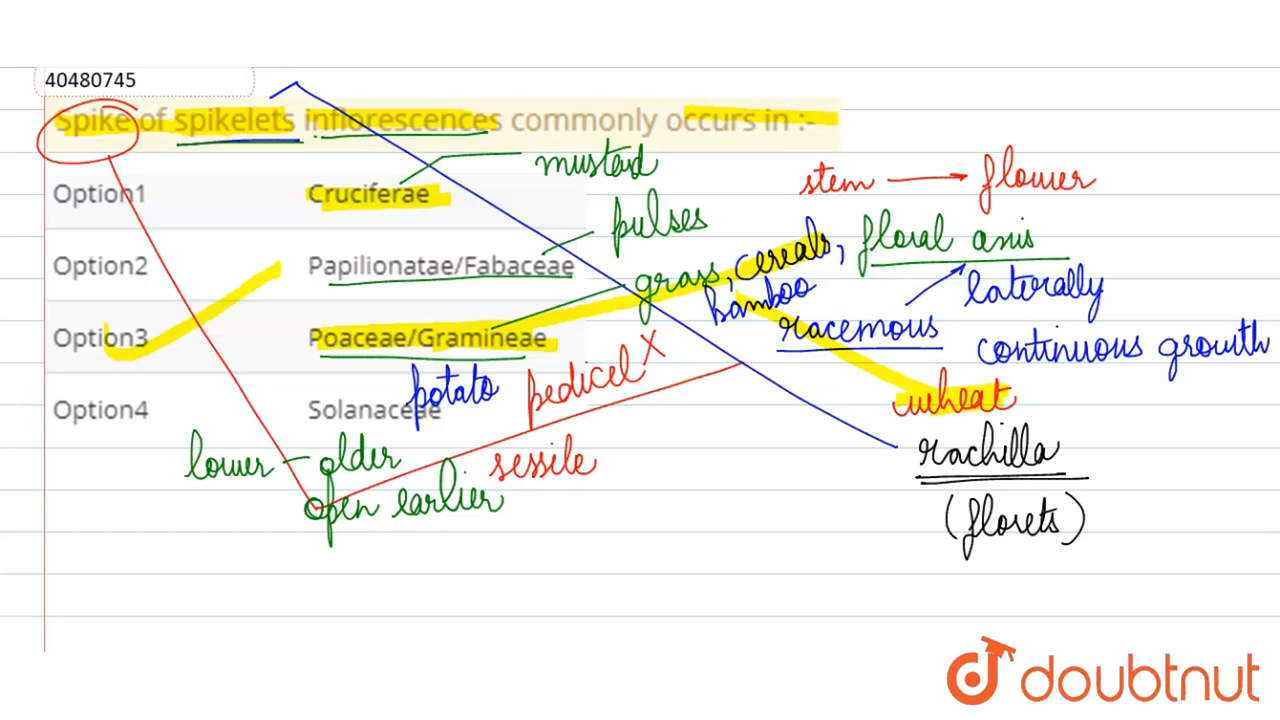 40480745
Spike of spikelets inflorescences commonly occurs in :-
mustard
Option1 Cruciferae
stem → flower
pulses
Option2 Papilionatae/Fabaceae
grass, cereals, floral axis
bamboo laterally
Option3 Poaceae/Gramineae
racemous continuous growth
potato pedicel X
wheat
Option4 Solanaceae
lower - older sessile
open earlier
rachilla
(florets)
doubtnut